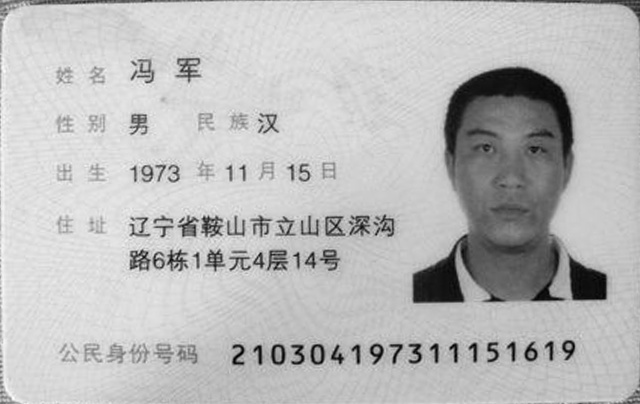 姓名 冯军
性别 男 民族 汉
出生 1973 年 11 月 15 日
住址 辽宁省鞍山市立山区深沟
路6栋1单元4层14号
公民身份号码 210304197311151619